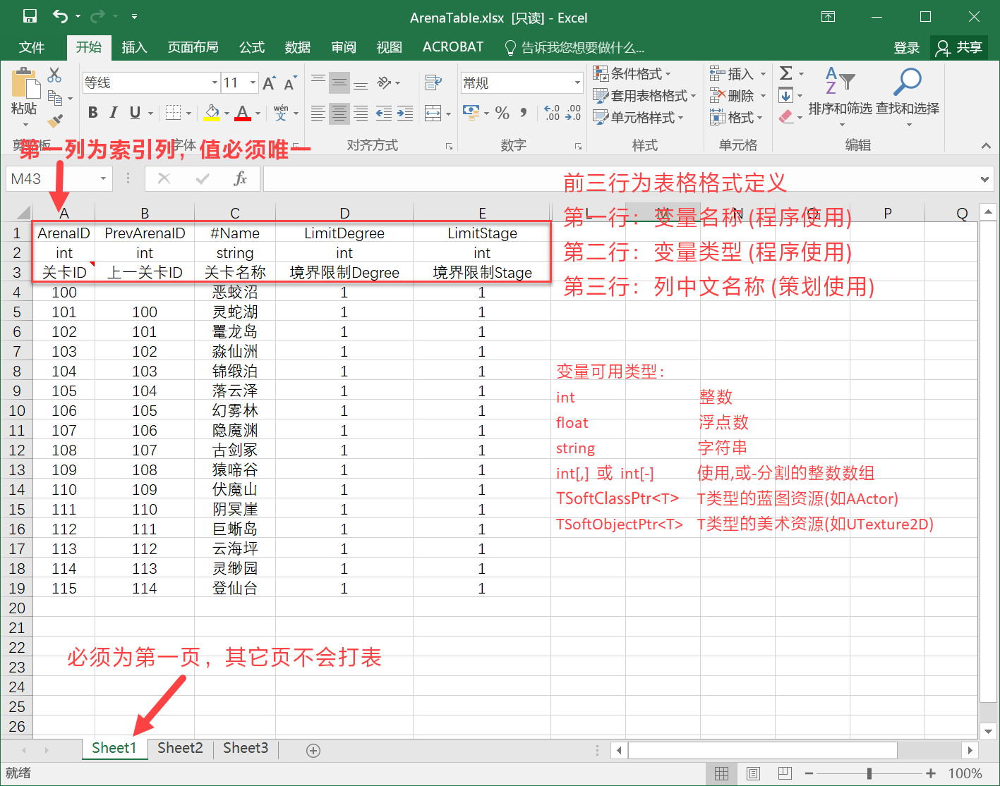 ArenaTable.xlsx [只读] - Excel
文件 开始 插入 页面布局 公式 数据 审阅 视图 ACROBAT 告诉我您想要做什么... 登录 共享
等线 11 常规 条件格式 插入
粘贴 套用表格格式 删除 排序和筛选 查找和选择
B I U A wén 文 % 单元格样式 格式
剪贴板 字体 对齐方式 数字 样式 单元格 编辑
第一列为索引列，值必须唯一
M43 fx
前三行为表格格式定义
A B C D E L M N O P Q
第一行：变量名称 (程序使用)
1 ArenaID PrevArenaID #Name LimitDegree LimitStage
2 int int string int int
第二行：变量类型 (程序使用)
3 关卡ID 上一关卡ID 关卡名称 境界限制Degree 境界限制Stage
第三行：列中文名称 (策划使用)
4 100 恶蛟沼 1 1
5 101 100 灵蛇湖 1 1
6 102 101 鼍龙岛 1 1
7 103 102 淼仙洲 1 1
8 104 103 锦缎泊 1 1
9 105 104 落云泽 1 1
10 106 105 幻雾林 1 1
11 107 106 隐魔渊 1 1
12 108 107 古剑冢 1 1
13 109 108 猿啼谷 1 1
14 110 109 伏魔山 1 1
15 111 110 阴冥崖 1 1
16 112 111 巨蜥岛 1 1
17 113 112 云海坪 1 1
18 114 113 灵缈园 1 1
19 115 114 登仙台 1 1
变量可用类型：
int 整数
float 浮点数
string 字符串
int[,] 或 int[-] 使用,或-分割的整数数组
TSoftClassPtr<T> T类型的蓝图资源(如AActor)
TSoftObjectPtr<T> T类型的美术资源(如UTexture2D)
20
21
22
23
24
25
26
必须为第一页，其它页不会打表
Sheet1 Sheet2 Sheet3
就绪 100%